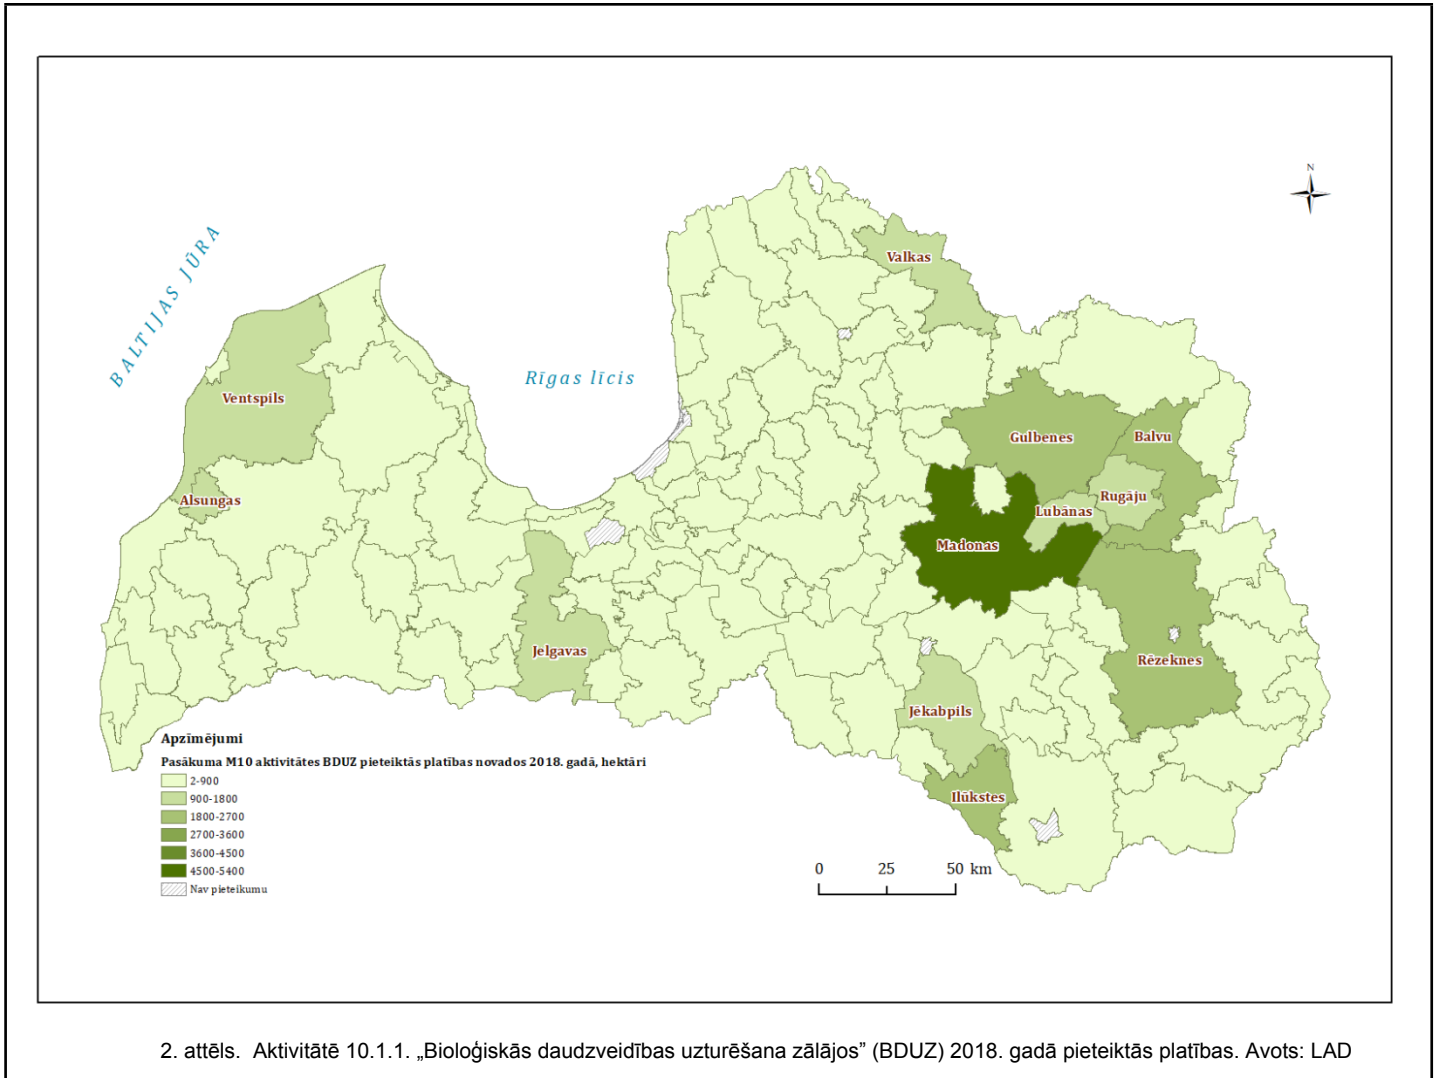 N
BALTIJAS JŪRA
Rīgas līcis
Valkas
Ventspils
Gulbenes
Balvu
Alsungas
Rugāju
Lubānas
Madonas
Jelgavas
Rēzeknes
Jēkabpils
Ilūkstes
Apzīmējumi
Pasākuma M10 aktivitātes BDUZ pieteiktās platības novados 2018. gadā, hektāri
2-900
900-1800
1800-2700
2700-3600
3600-4500
4500-5400
Nav pieteikumu
0 25 50 km
2. attēls. Aktivitātē 10.1.1. „Bioloģiskās daudzveidības uzturēšana zālājos” (BDUZ) 2018. gadā pieteiktās platības. Avots: LAD